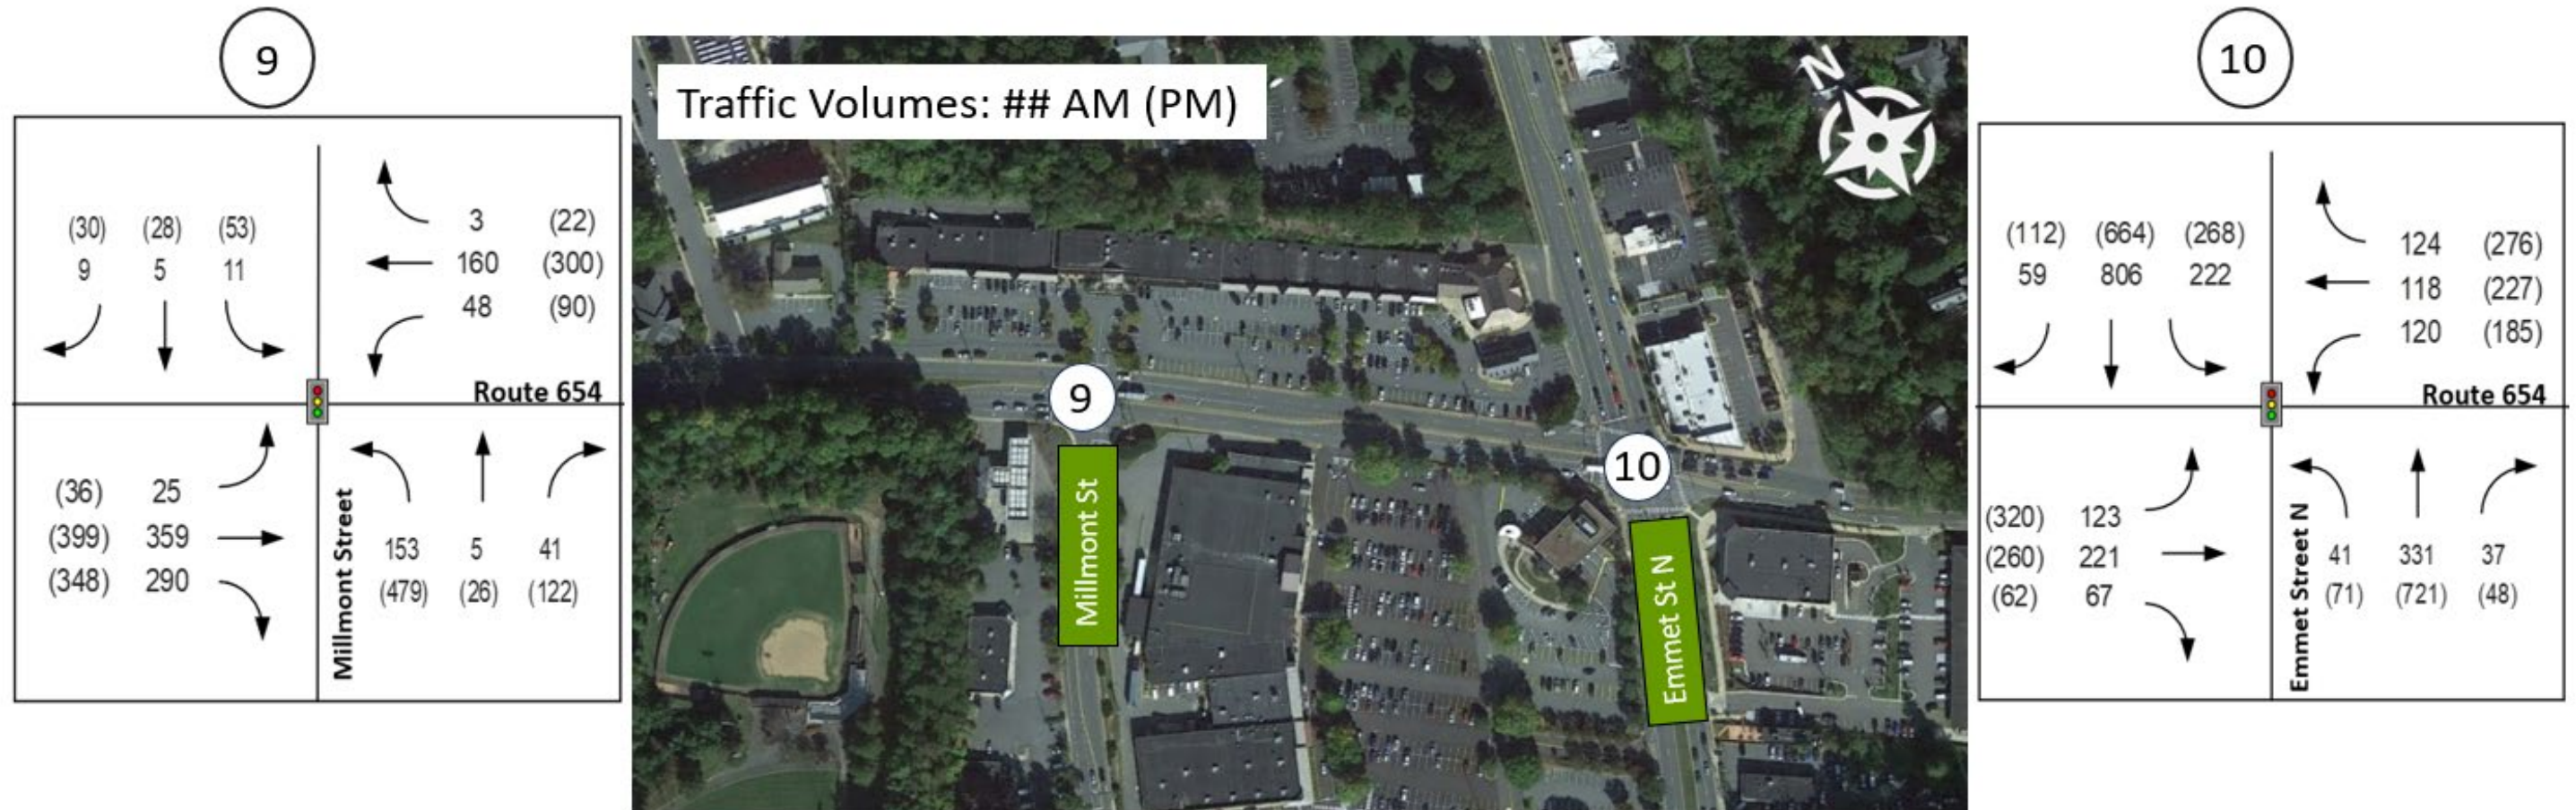 9
(30) (28) (53)
9 5 11
3 (22)
160 (300)
48 (90)
Route 654
(36) 25
(399) 359
(348) 290
Millmont Street
153 5 41
(479) (26) (122)
Traffic Volumes: ## AM (PM)
N
9
10
Millmont St
Emmet St N
10
(112) (664) (268)
59 806 222
124 (276)
118 (227)
120 (185)
Route 654
(320) 123
(260) 221
(62) 67
Emmet Street N
41 331 37
(71) (721) (48)